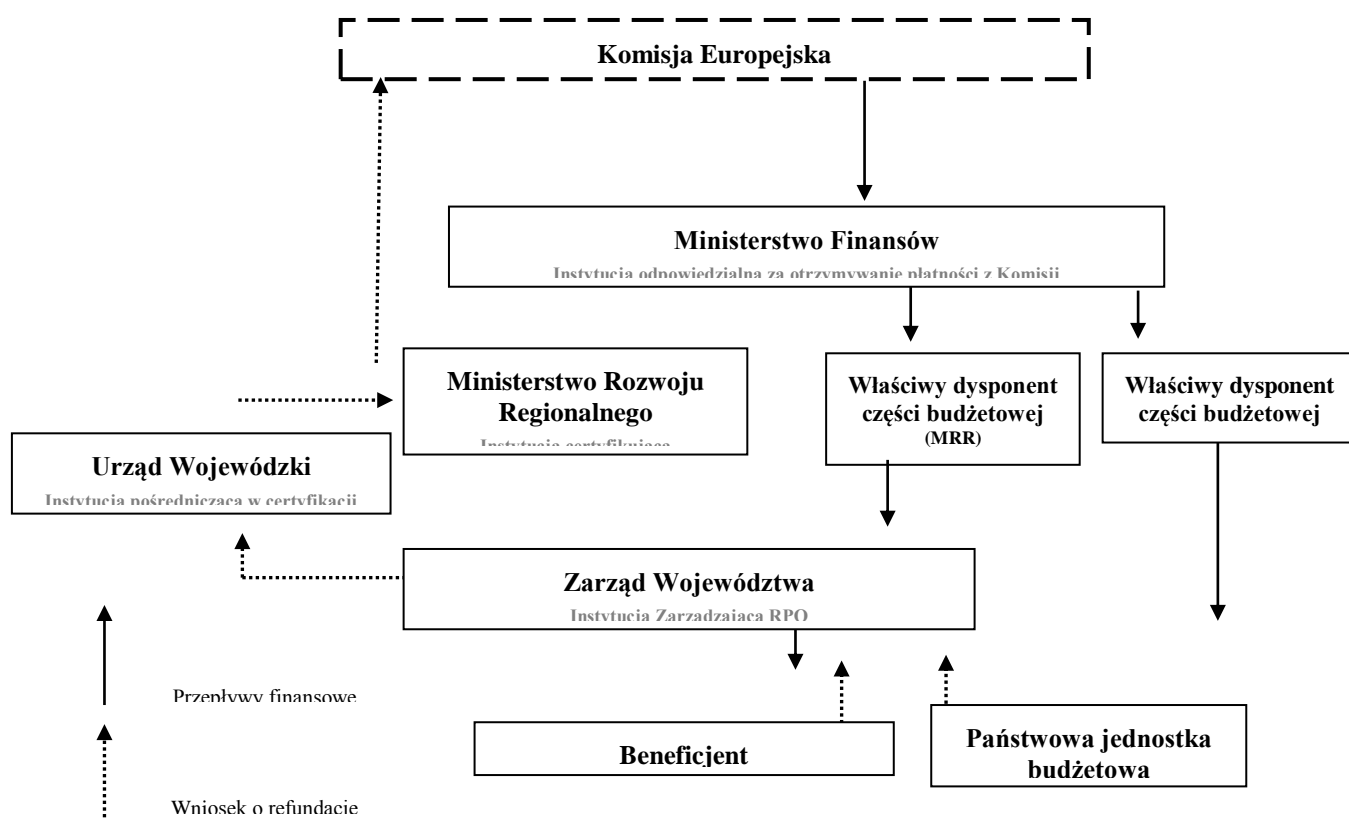 Komisja Europejska
Ministerstwo Finansów
Instytucja odpowiedzialna za otrzymywanie płatności z Komisji
Ministerstwo Rozwoju
Regionalnego
Instytucja certyfikująca
Właściwy dysponent
części budżetowej
(MRR)
Właściwy dysponent
części budżetowej
Urząd Wojewódzki
Instytucja pośrednicząca w certyfikacji
Zarząd Województwa
Instytucja Zarządzająca RPO
Przepływy finansowe
Beneficjent
Państwowa jednostka
budżetowa
Wniosek o refundację